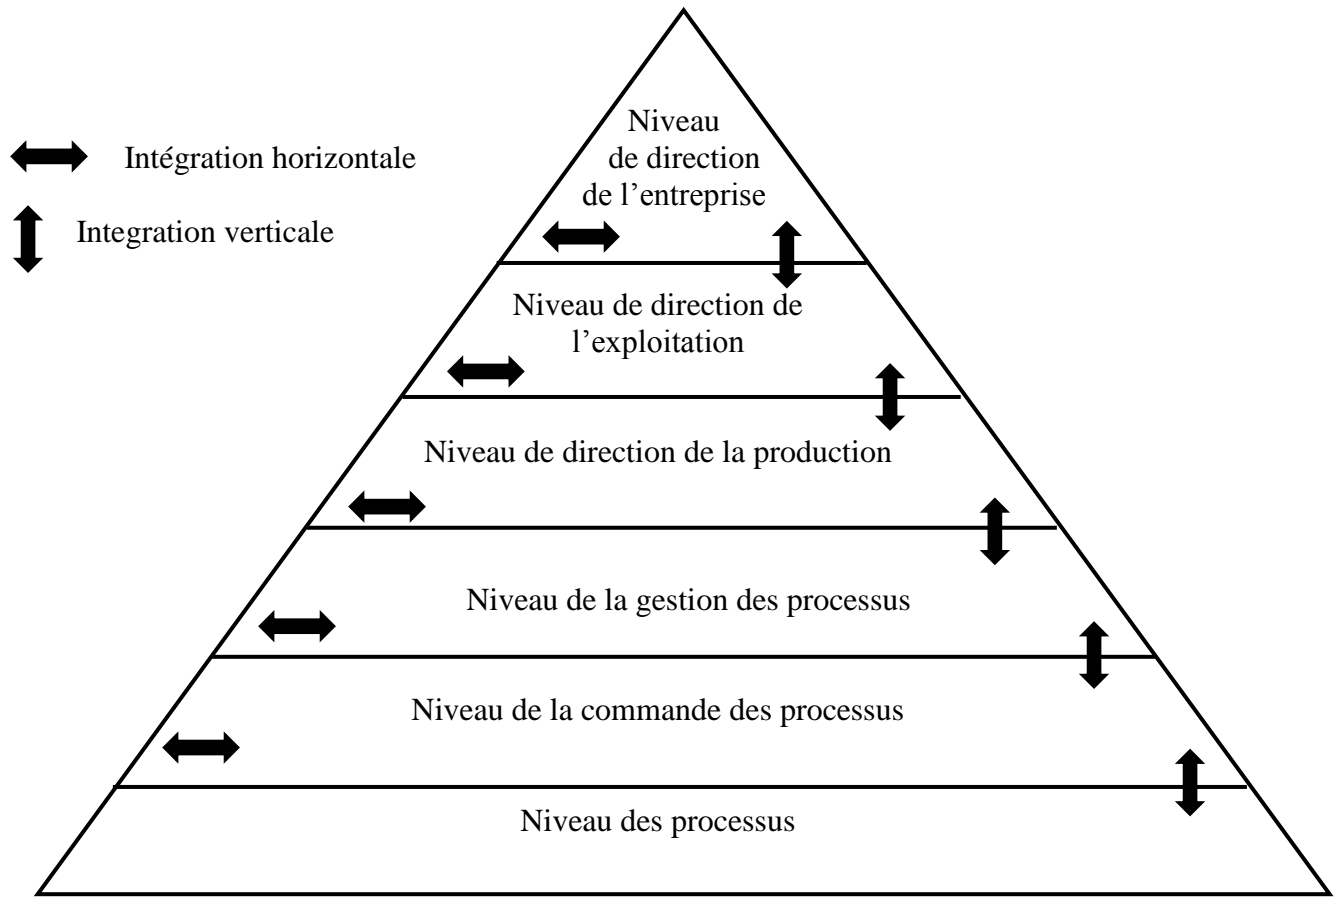 Niveau
de direction
de l’entreprise
Intégration horizontale
Integration verticale
Niveau de direction de
l’exploitation
Niveau de direction de la production
Niveau de la gestion des processus
Niveau de la commande des processus
Niveau des processus